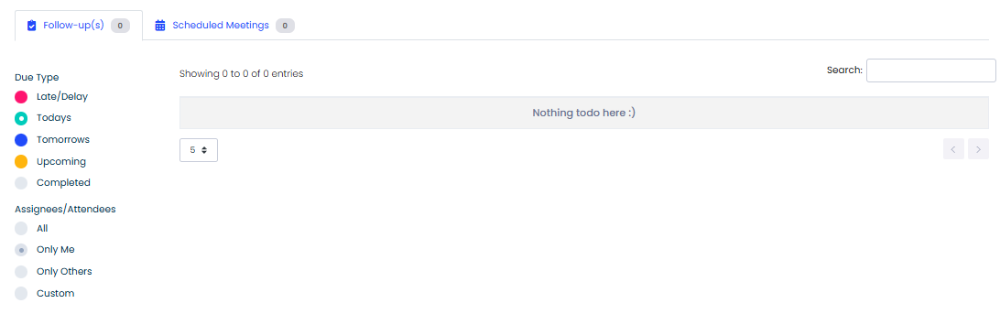 Follow-up(s) 0 Scheduled Meetings 0
Due Type
Late/Delay
Todays
Tomorrows
Upcoming
Completed
Assignees/Attendees
All
Only Me
Only Others
Custom
Showing 0 to 0 of 0 entries
Search:
Nothing todo here :)
5